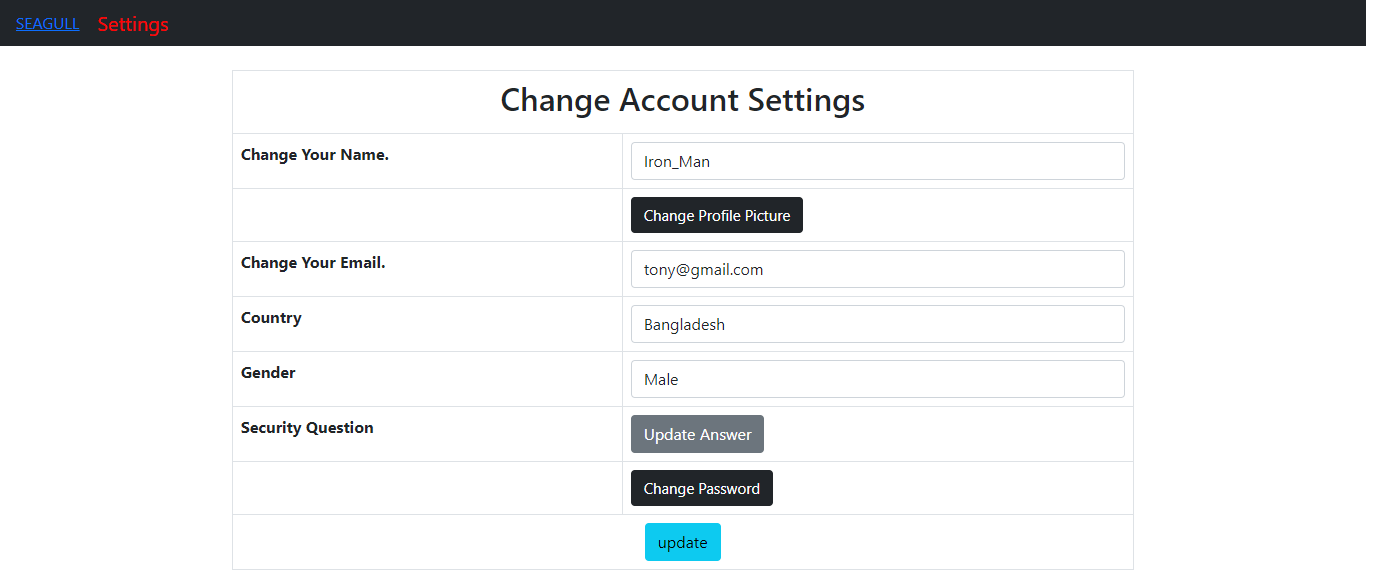 SEAGULL Settings
Change Account Settings
Change Your Name. Iron_Man
Change Profile Picture
Change Your Email. tony@gmail.com
Country Bangladesh
Gender Male
Security Question Update Answer
Change Password
update